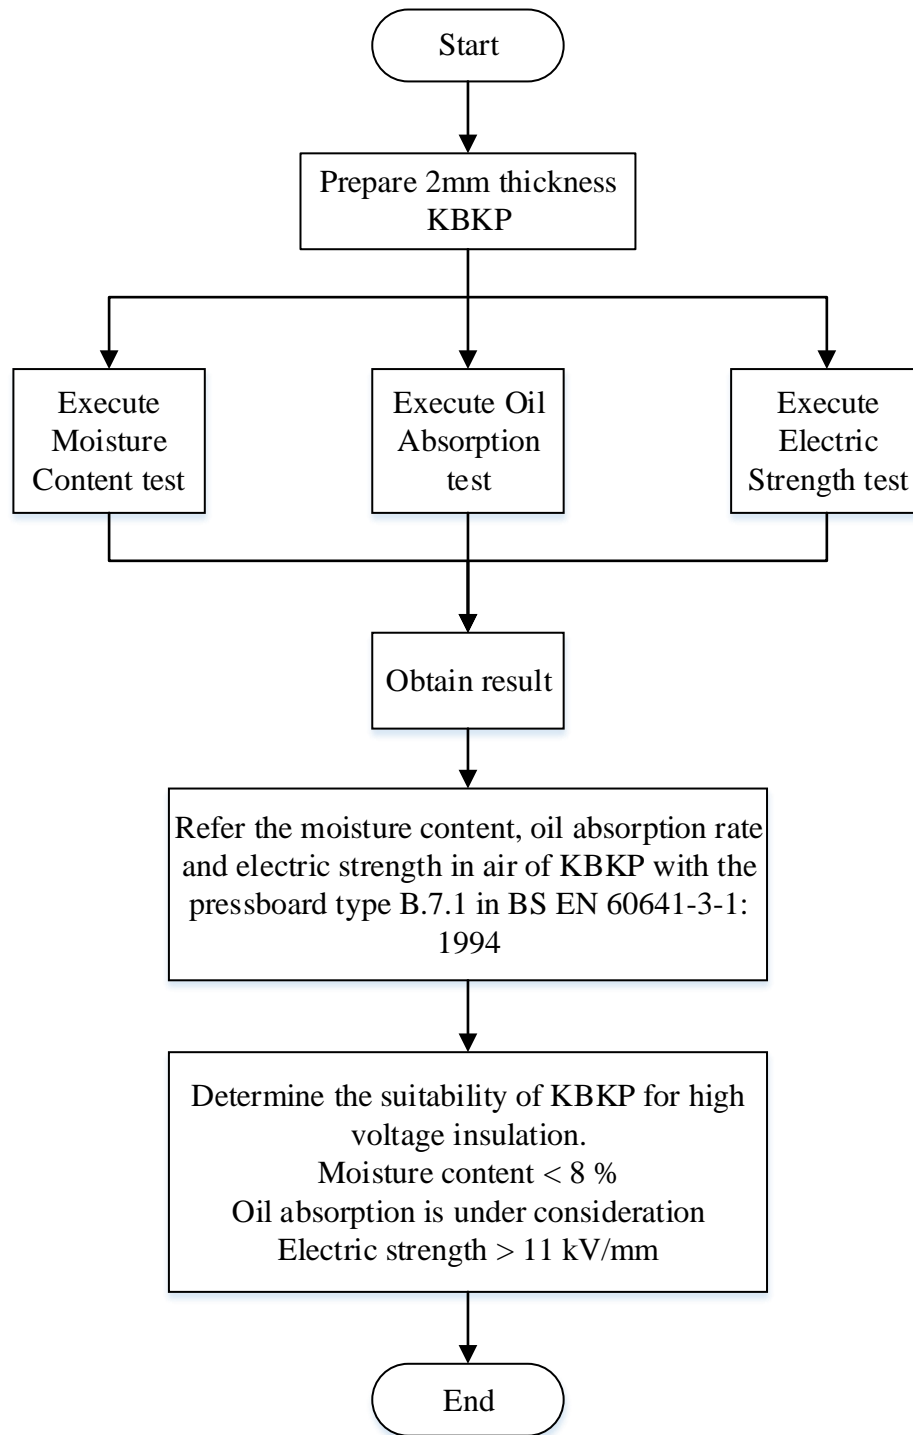 Start
Prepare 2mm thickness
KBKP
Execute
Moisture
Content test
Execute Oil
Absorption
test
Execute
Electric
Strength test
Obtain result
Refer the moisture content, oil absorption rate
and electric strength in air of KBKP with the
pressboard type B.7.1 in BS EN 60641-3-1:
1994
Determine the suitability of KBKP for high
voltage insulation.
Moisture content < 8 %
Oil absorption is under consideration
Electric strength > 11 kV/mm
End